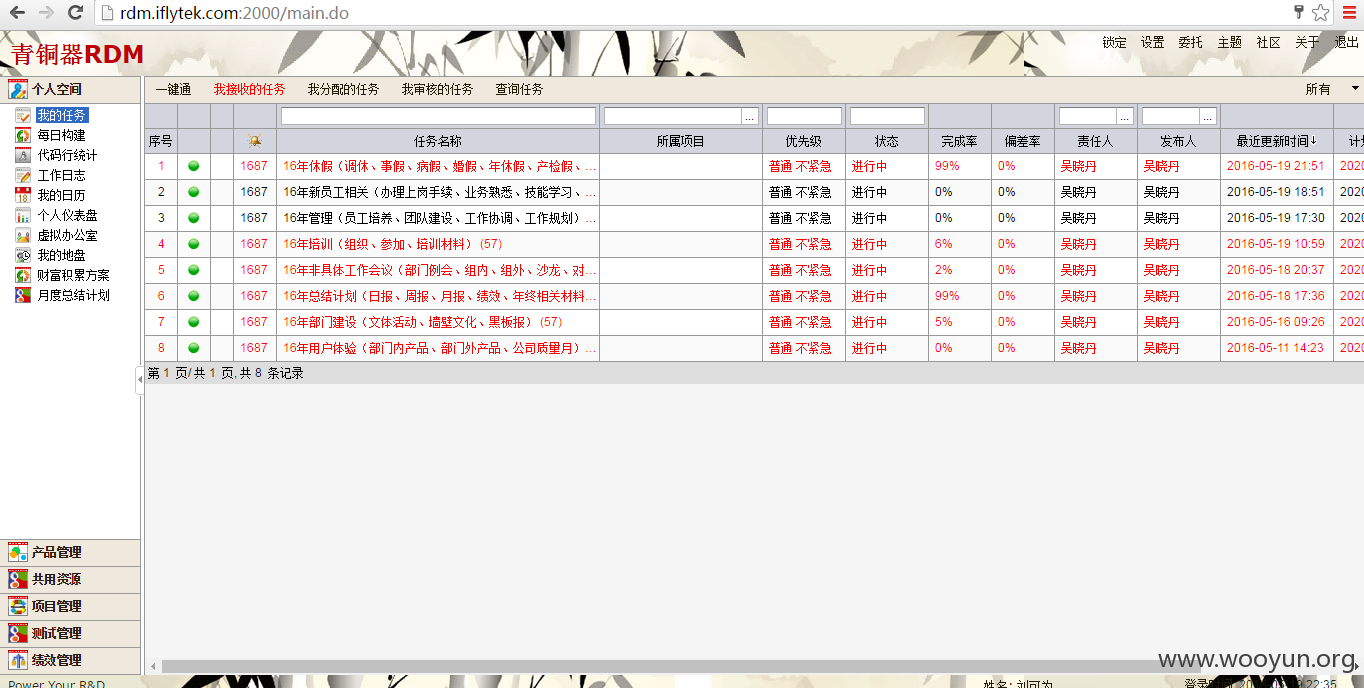 rdm.iflytek.com:2000/main.do
青铜器RDM
锁定 设置 委托 主题 社区 关于 退出
个人空间
我的任务
每日构建
代码行统计
工作日志
我的日历
个人仪表盘
虚拟办公室
我的地盘
财富积累方案
月度总结计划
产品管理
共用资源
项目管理
测试管理
绩效管理
一键通 我接收的任务 我分配的任务 我审核的任务 查询任务 所有
... ... ...
序号 任务名称 所属项目 优先级 状态 完成率 偏差率 责任人 发布人 最近更新时间↓ 计划
1 1687 16年休假（调休、事假、病假、婚假、年休假、产检假、... 普通 不紧急 进行中 99% 0% 吴晓丹 吴晓丹 2016-05-19 21:51 2020
2 1687 16年新员工相关（办理上岗手续、业务熟悉、技能学习、... 普通 不紧急 进行中 0% 0% 吴晓丹 吴晓丹 2016-05-19 18:51 2020
3 1687 16年管理（员工培养、团队建设、工作协调、工作规划）... 普通 不紧急 进行中 0% 0% 吴晓丹 吴晓丹 2016-05-19 17:30 2020
4 1687 16年培训（组织、参加、培训材料） (57) 普通 不紧急 进行中 6% 0% 吴晓丹 吴晓丹 2016-05-19 10:59 2020
5 1687 16年非具体工作会议（部门例会、组内、组外、沙龙、对... 普通 不紧急 进行中 2% 0% 吴晓丹 吴晓丹 2016-05-18 20:37 2020
6 1687 16年总结计划（日报、周报、月报、绩效、年终相关材料... 普通 不紧急 进行中 99% 0% 吴晓丹 吴晓丹 2016-05-18 17:36 2020
7 1687 16年部门建设（文体活动、墙壁文化、黑板报） (57) 普通 不紧急 进行中 5% 0% 吴晓丹 吴晓丹 2016-05-16 09:26 2020
8 1687 16年用户体验（部门内产品、部门外产品、公司质量月）... 普通 不紧急 进行中 0% 0% 吴晓丹 吴晓丹 2016-05-11 14:23 2020
第 1 页/共 1 页,共 8 条记录
www.wooyun.org
Power Your R&D 姓名: 刘可为 登录时间: 22:35